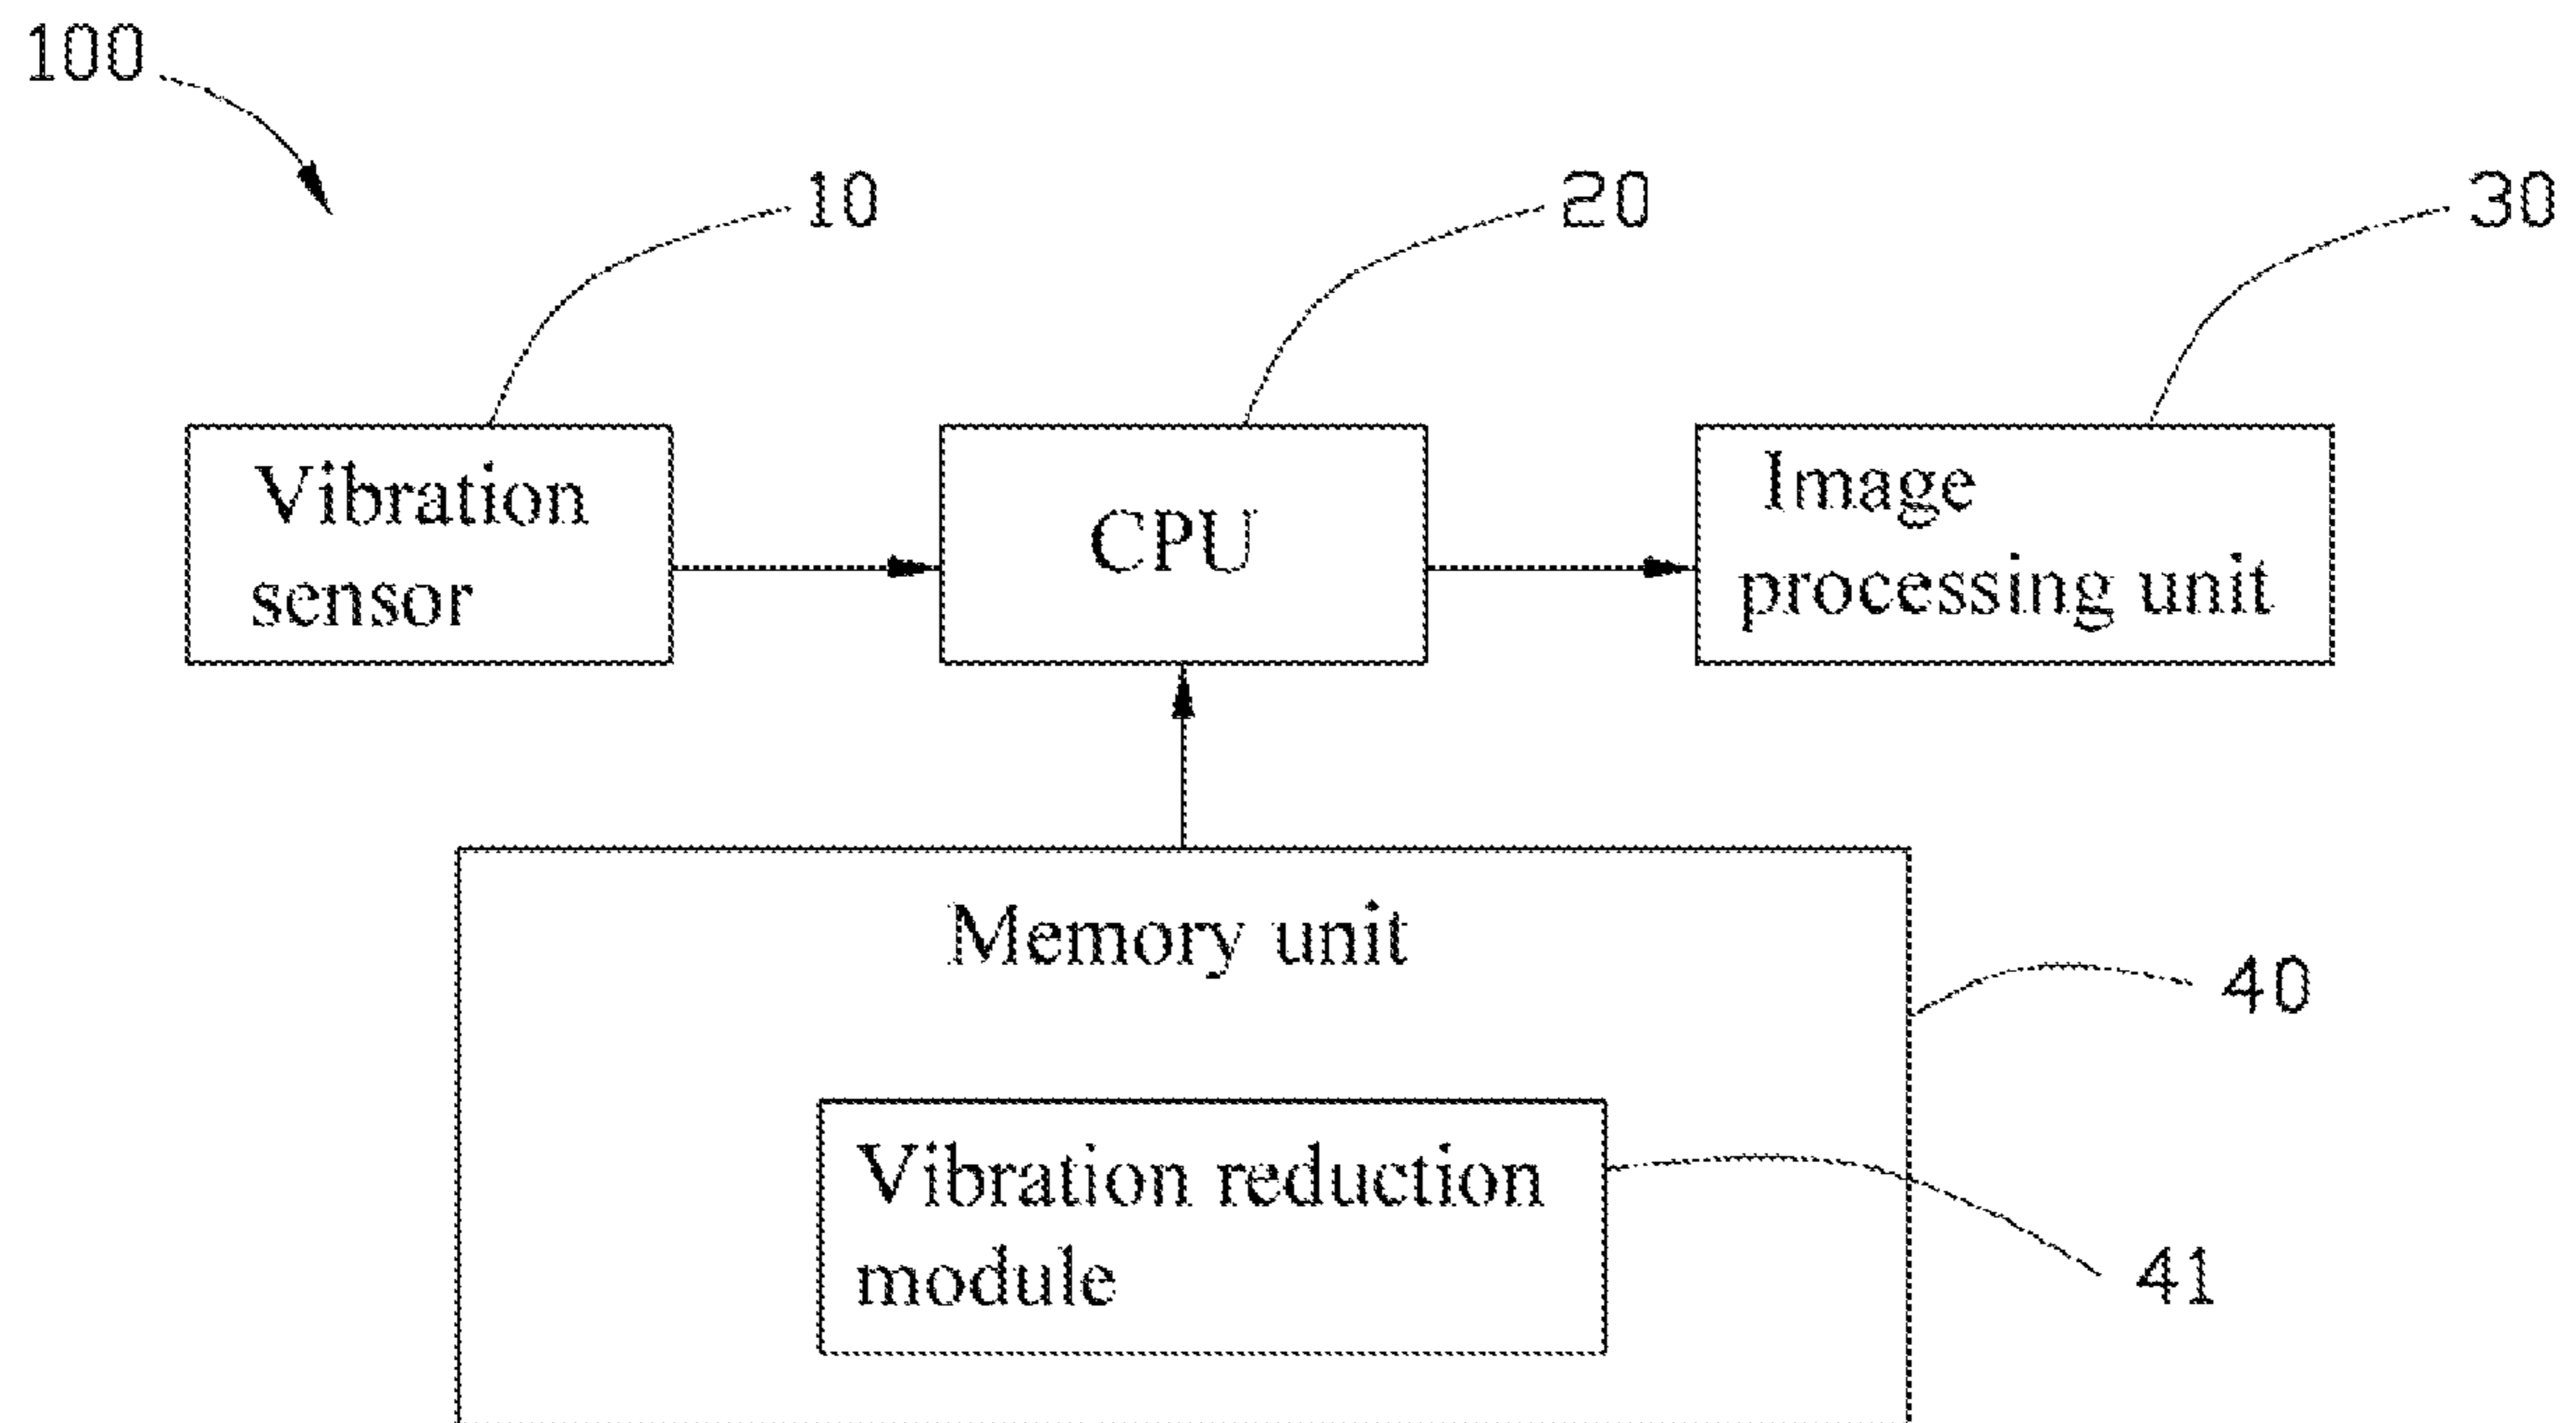 100
10
20
30
Vibration
sensor
CPU
Image
processing unit
Memory unit
40
Vibration reduction
module
41